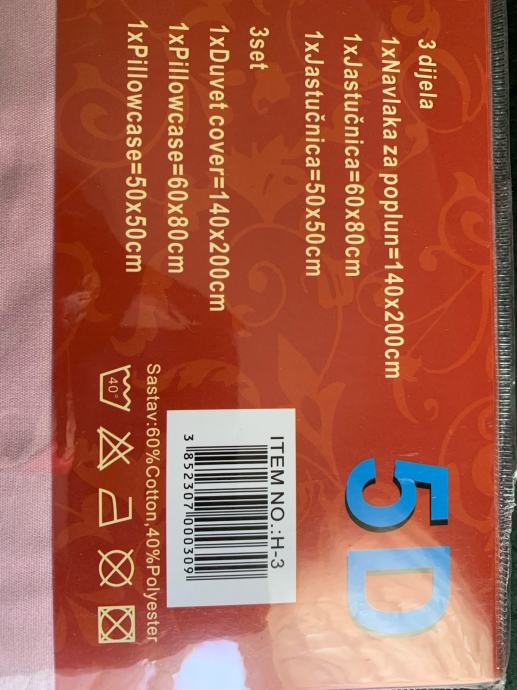 3 dijela
1xNavlaka za poplun=140x200cm
1xJastučnica=60x80cm
1xJastučnica=50x50cm
3set
1xDuvet cover=140x200cm
1xPillowcase=60x80cm
1xPillowcase=50x50cm
5D
ITEM NO.:H-3
3 852307 000309
Sastav:60%Cotton,40%Polyester
40°